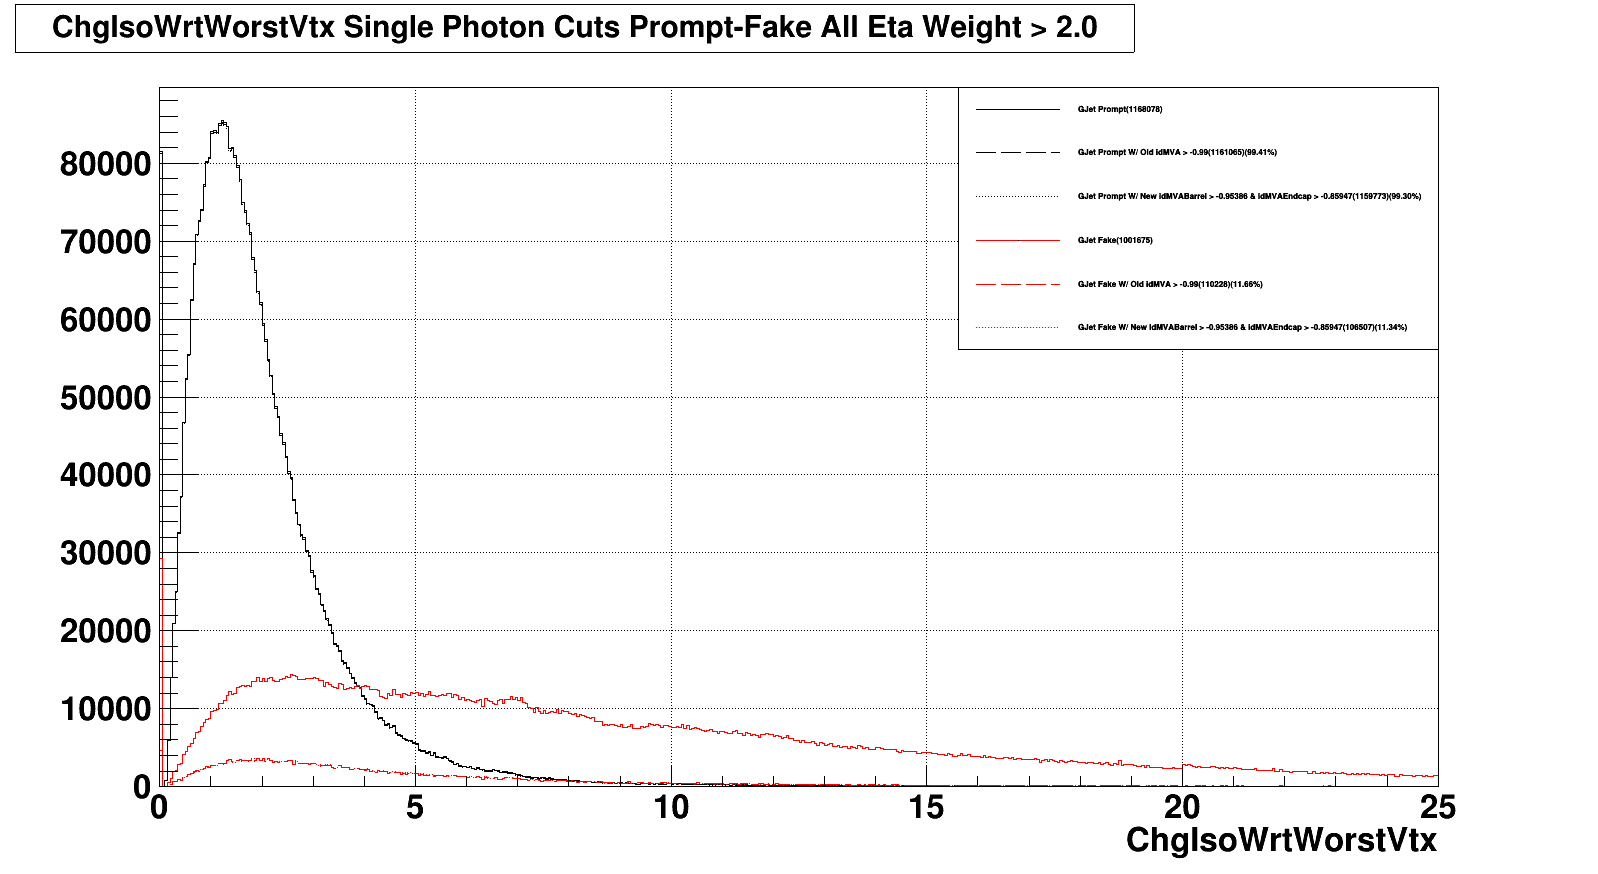 ChgIsoWrtWorstVtx Single Photon Cuts Prompt-Fake All Eta Weight > 2.0
GJet Prompt(1168078)
GJet Prompt W/ Old idMVA > -0.99(1161065)(99.41%)
GJet Prompt W/ New idMVABarrel > -0.95386 & idMVAEndcap > -0.85947(1159773)(99.30%)
GJet Fake(1001675)
GJet Fake W/ Old idMVA > -0.99(110228)(11.66%)
GJet Fake W/ New idMVABarrel > -0.95386 & idMVAEndcap > -0.85947(106507)(11.34%)
80000
70000
60000
50000
40000
30000
20000
10000
0
0 5 10 15 20 25
ChgIsoWrtWorstVtx